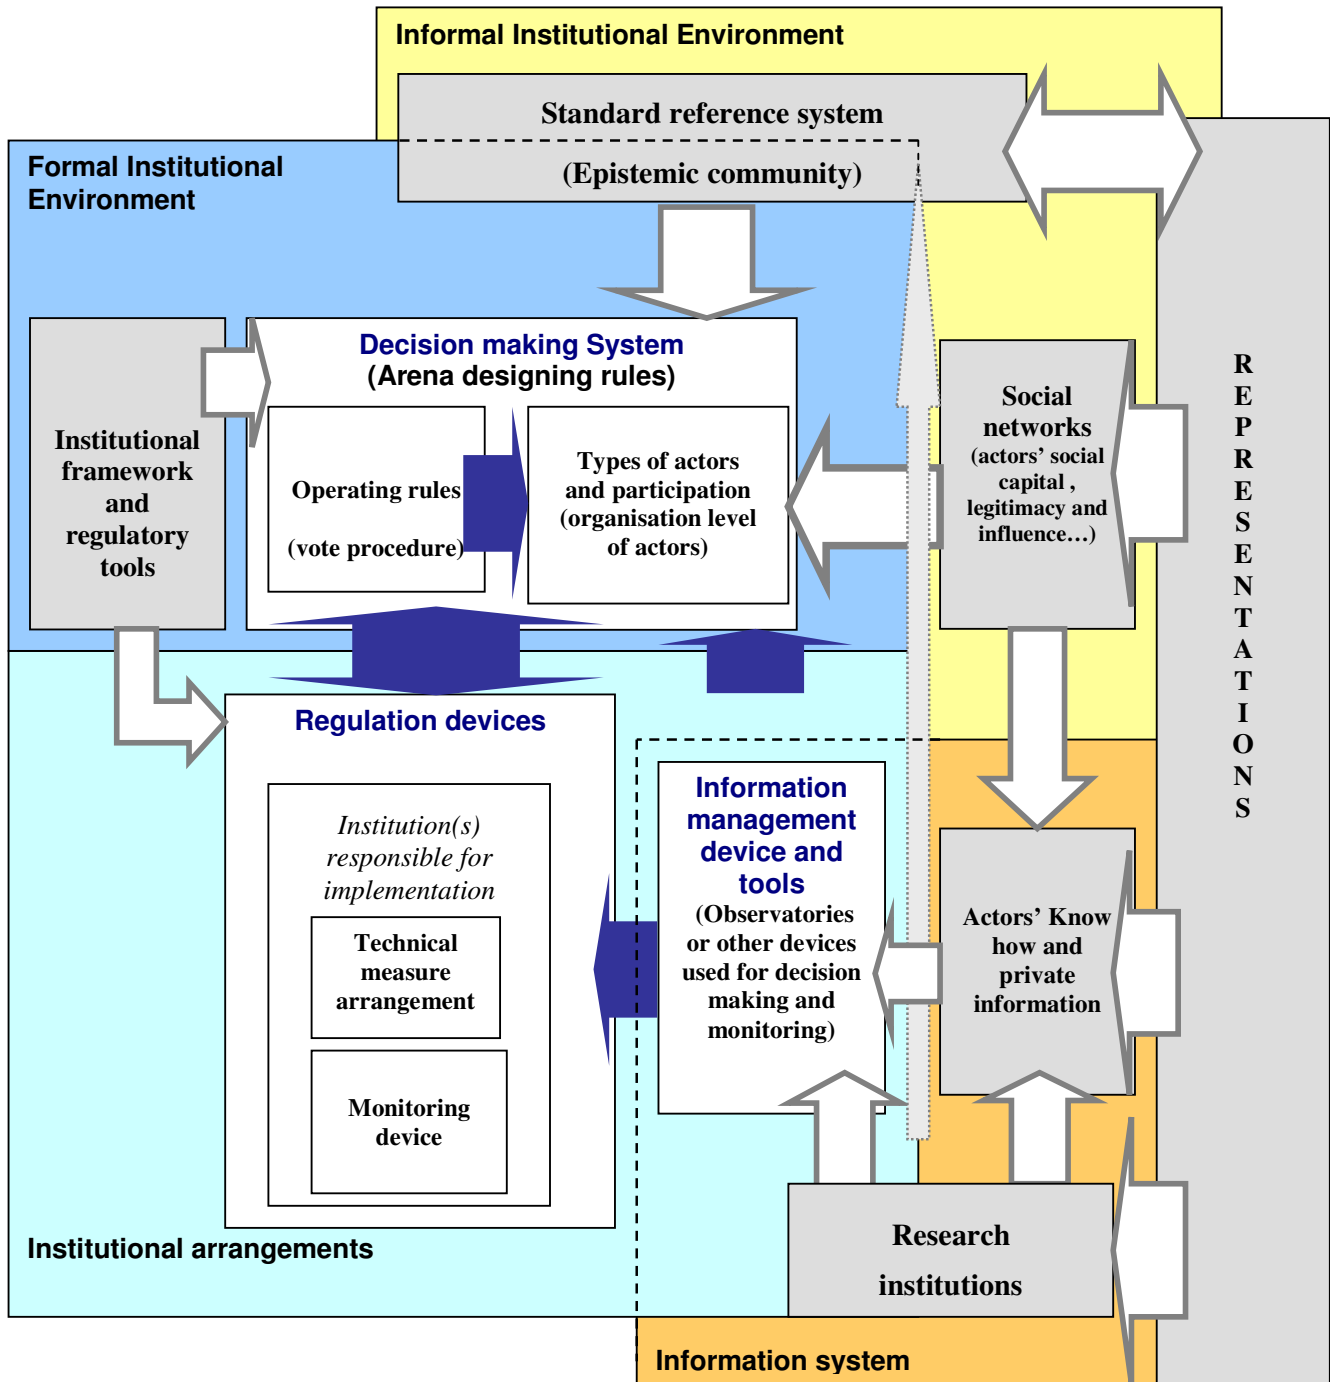 Informal Institutional Environment
Standard reference system
(Epistemic community)
Formal Institutional
Environment
Decision making System
(Arena designing rules)
Institutional
framework
and
regulatory
tools
Operating rules
(vote procedure)
Types of actors
and participation
(organisation level
of actors)
Social
networks
(actors’ social
capital ,
legitimacy and
influence…)
R
E
P
R
E
S
E
N
T
A
T
I
O
N
S
Regulation devices
Institution(s)
responsible for
implementation
Technical
measure
arrangement
Monitoring
device
Information
management
device and
tools
(Observatories
or other devices
used for decision
making and
monitoring)
Actors’ Know
how and
private
information
Research
institutions
Institutional arrangements
Information system